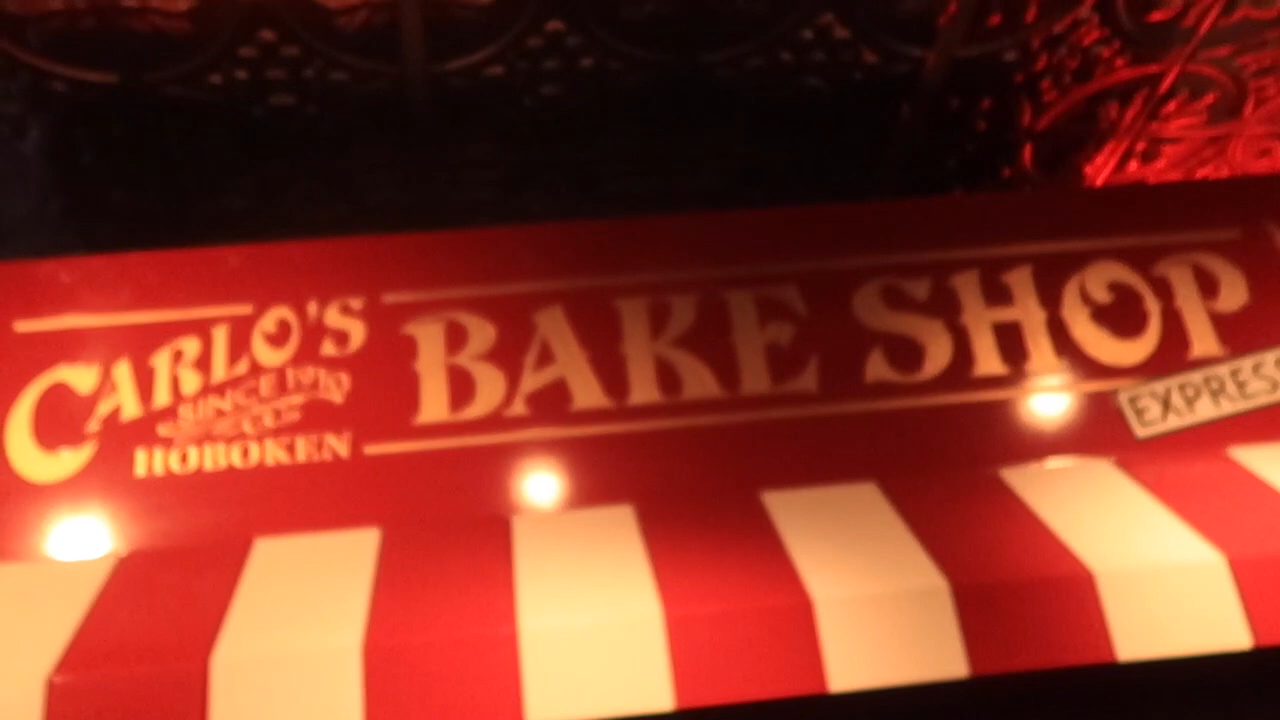 CARLO'S
SINCE 1910
HOBOKEN
BAKE SHOP
EXPRESS